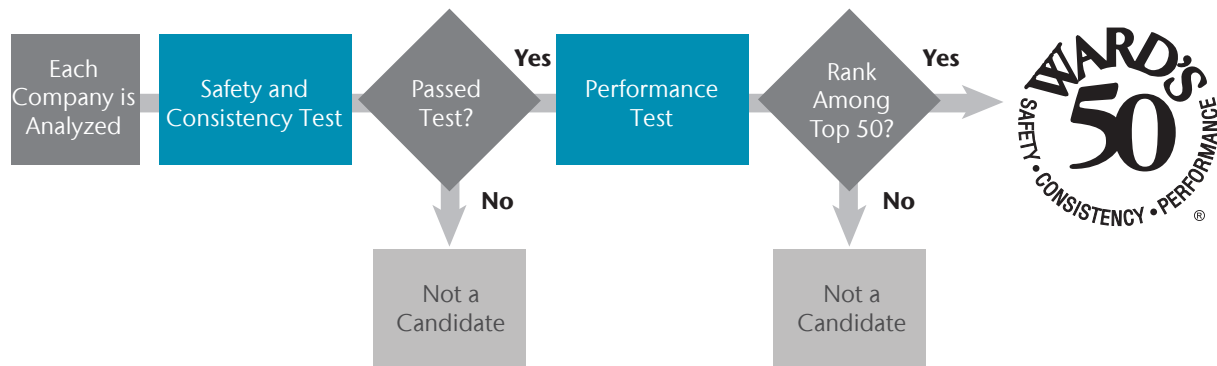 Each
Company is
Analyzed
Safety and
Consistency Test
Passed
Test?
Yes
No
Not a
Candidate
Performance
Test
Rank
Among
Top 50?
Yes
No
Not a
Candidate
WARD'S
50
SAFETY • CONSISTENCY • PERFORMANCE
®